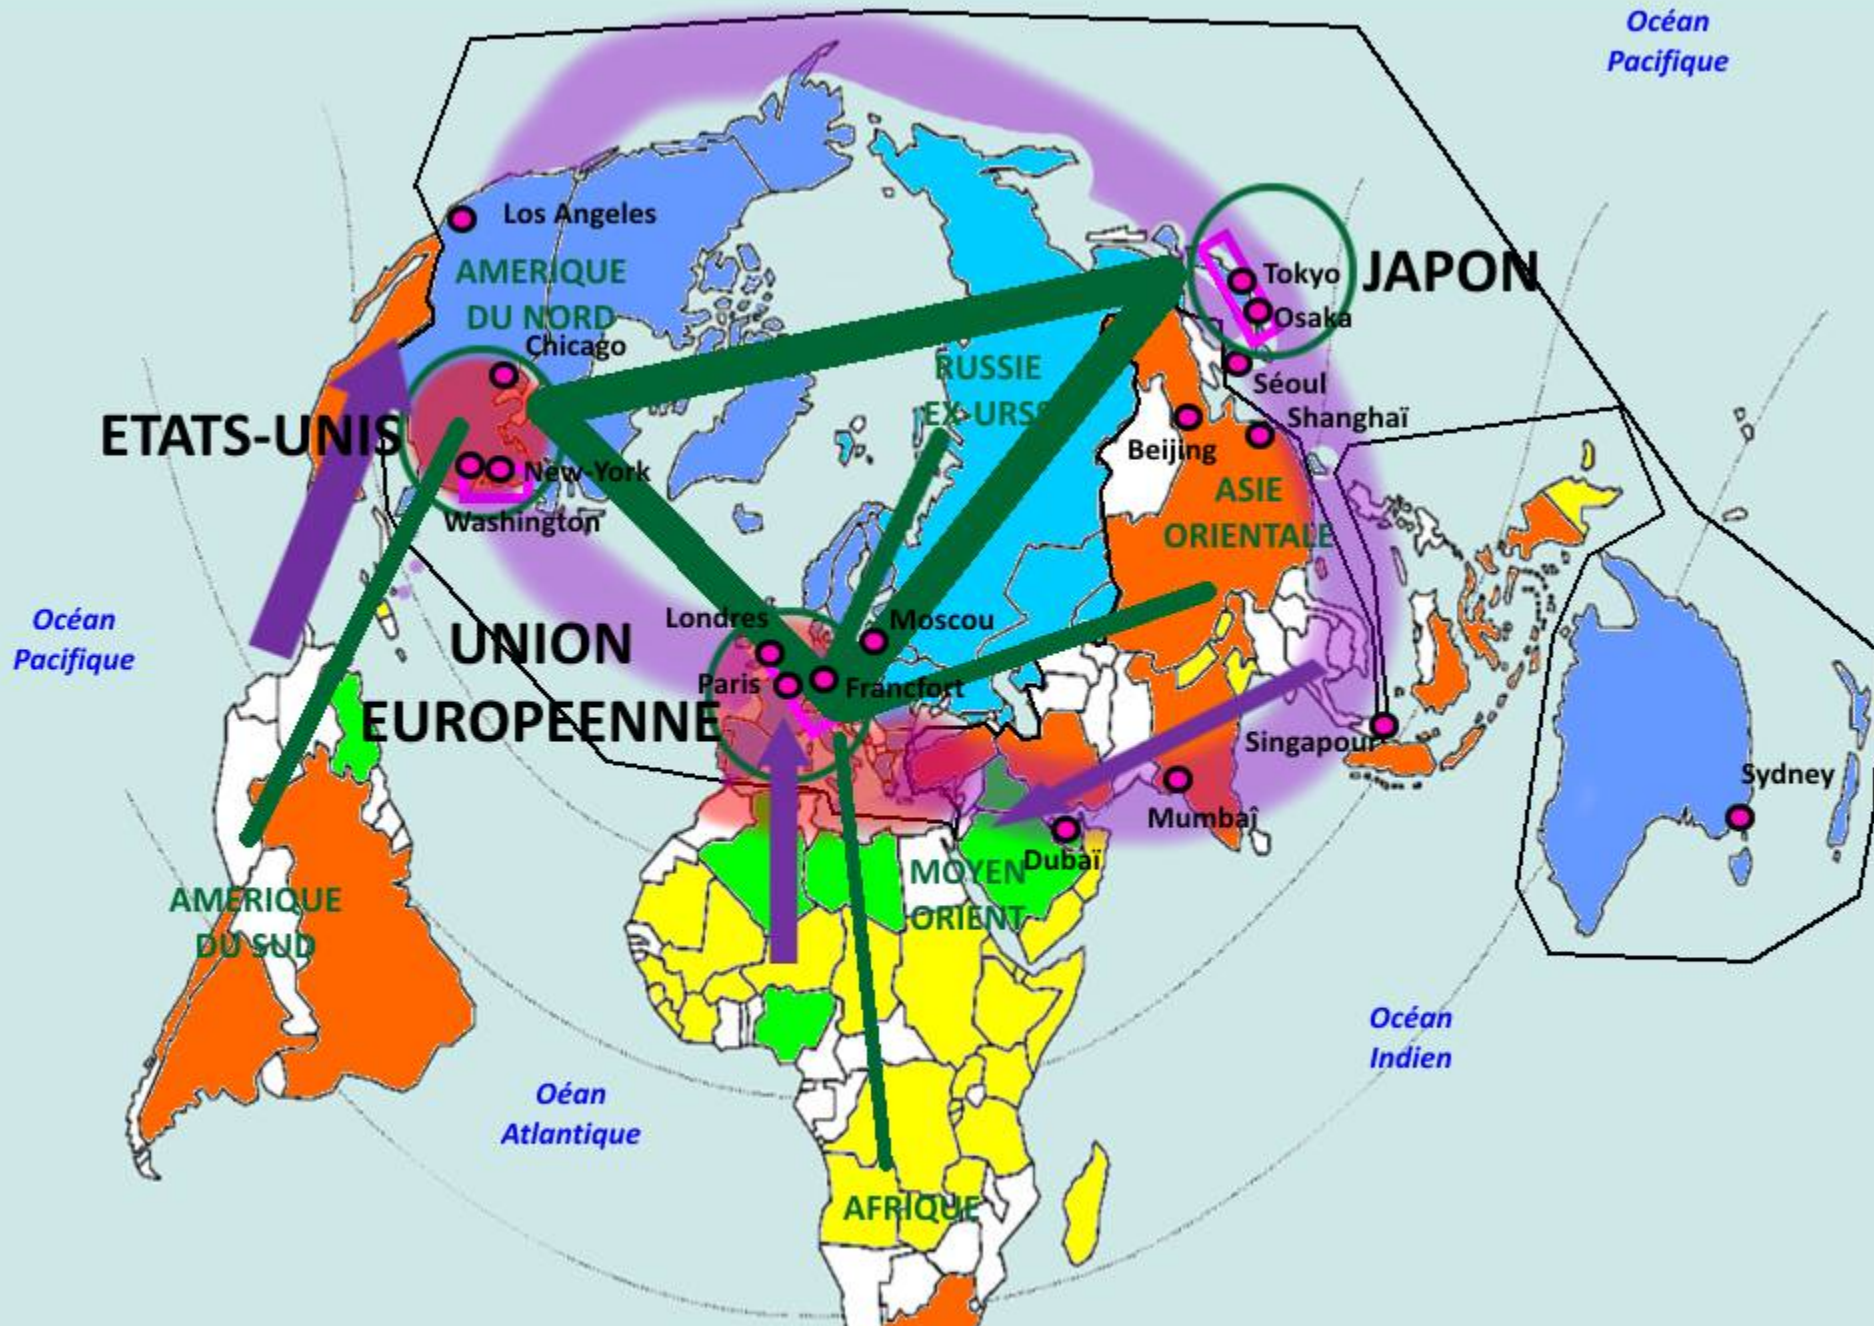 Océan
Pacifique
Los Angeles
AMERIQUE
DU NORD
Chicago
Tokyo
JAPON
Osaka
RUSSIE
EX-URSS
Séoul
Shanghaï
ETATS-UNIS
Beijing
New-York
Washington
ASIE
ORIENTALE
Océan
Pacifique
Londres
Moscou
UNION
EUROPEENNE
Paris
Francfort
Singapour
Sydney
Mumbaî
Dubaï
MOYEN
ORIENT
AMERIQUE
DU SUD
Océan
Indien
Oéan
Atlantique
AFRIQUE